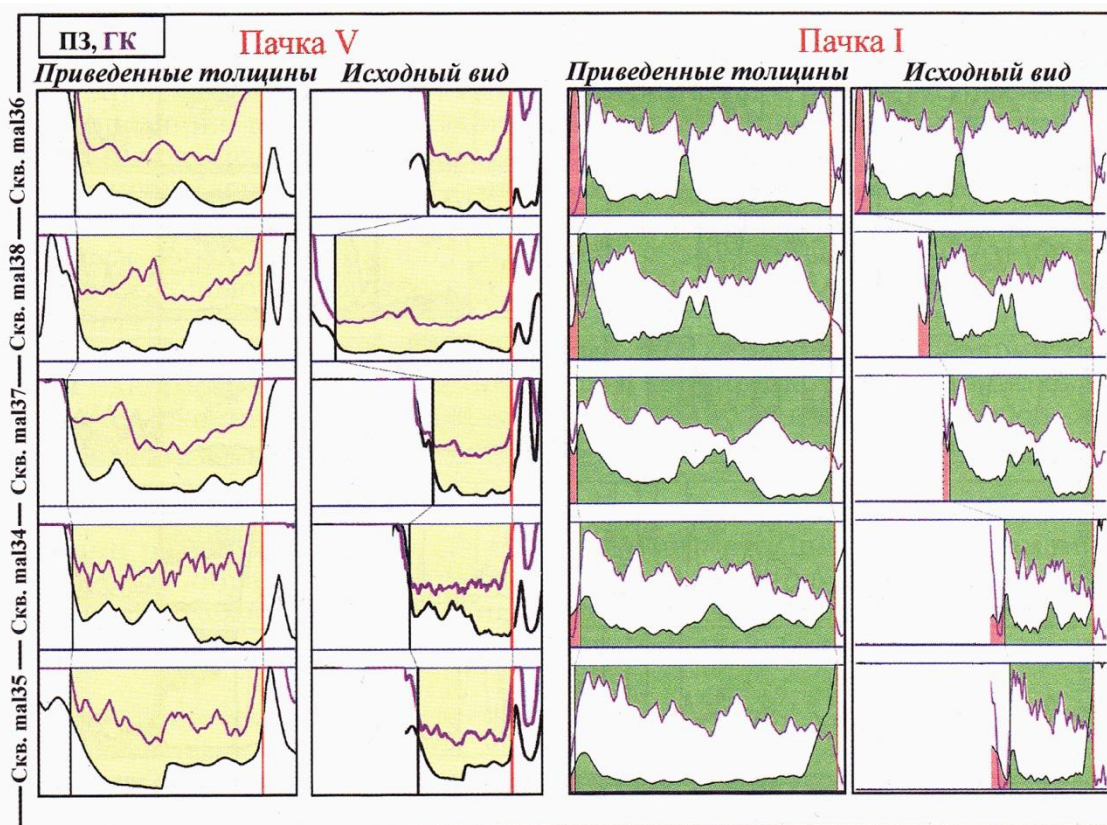 ПЗ, ГК
Пачка V
Пачка I
Приведенные толщины
Исходный вид
Приведенные толщины
Исходный вид
Скв. mal36
Скв. mal38
Скв. mal37
Скв. mal34
Скв. mal35